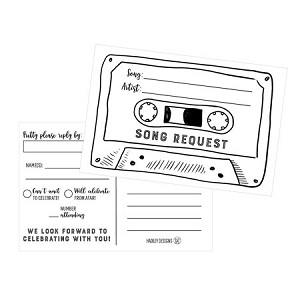 Song:
Artist:
SONG REQUEST
Pretty please reply by:
NAME(S):
Can't wait
TO CELEBRATE!
Will celebrate
FROM AFAR!
NUMBER
attending
WE LOOK FORWARD TO
CELEBRATING WITH YOU!
HADLEY DESIGNS